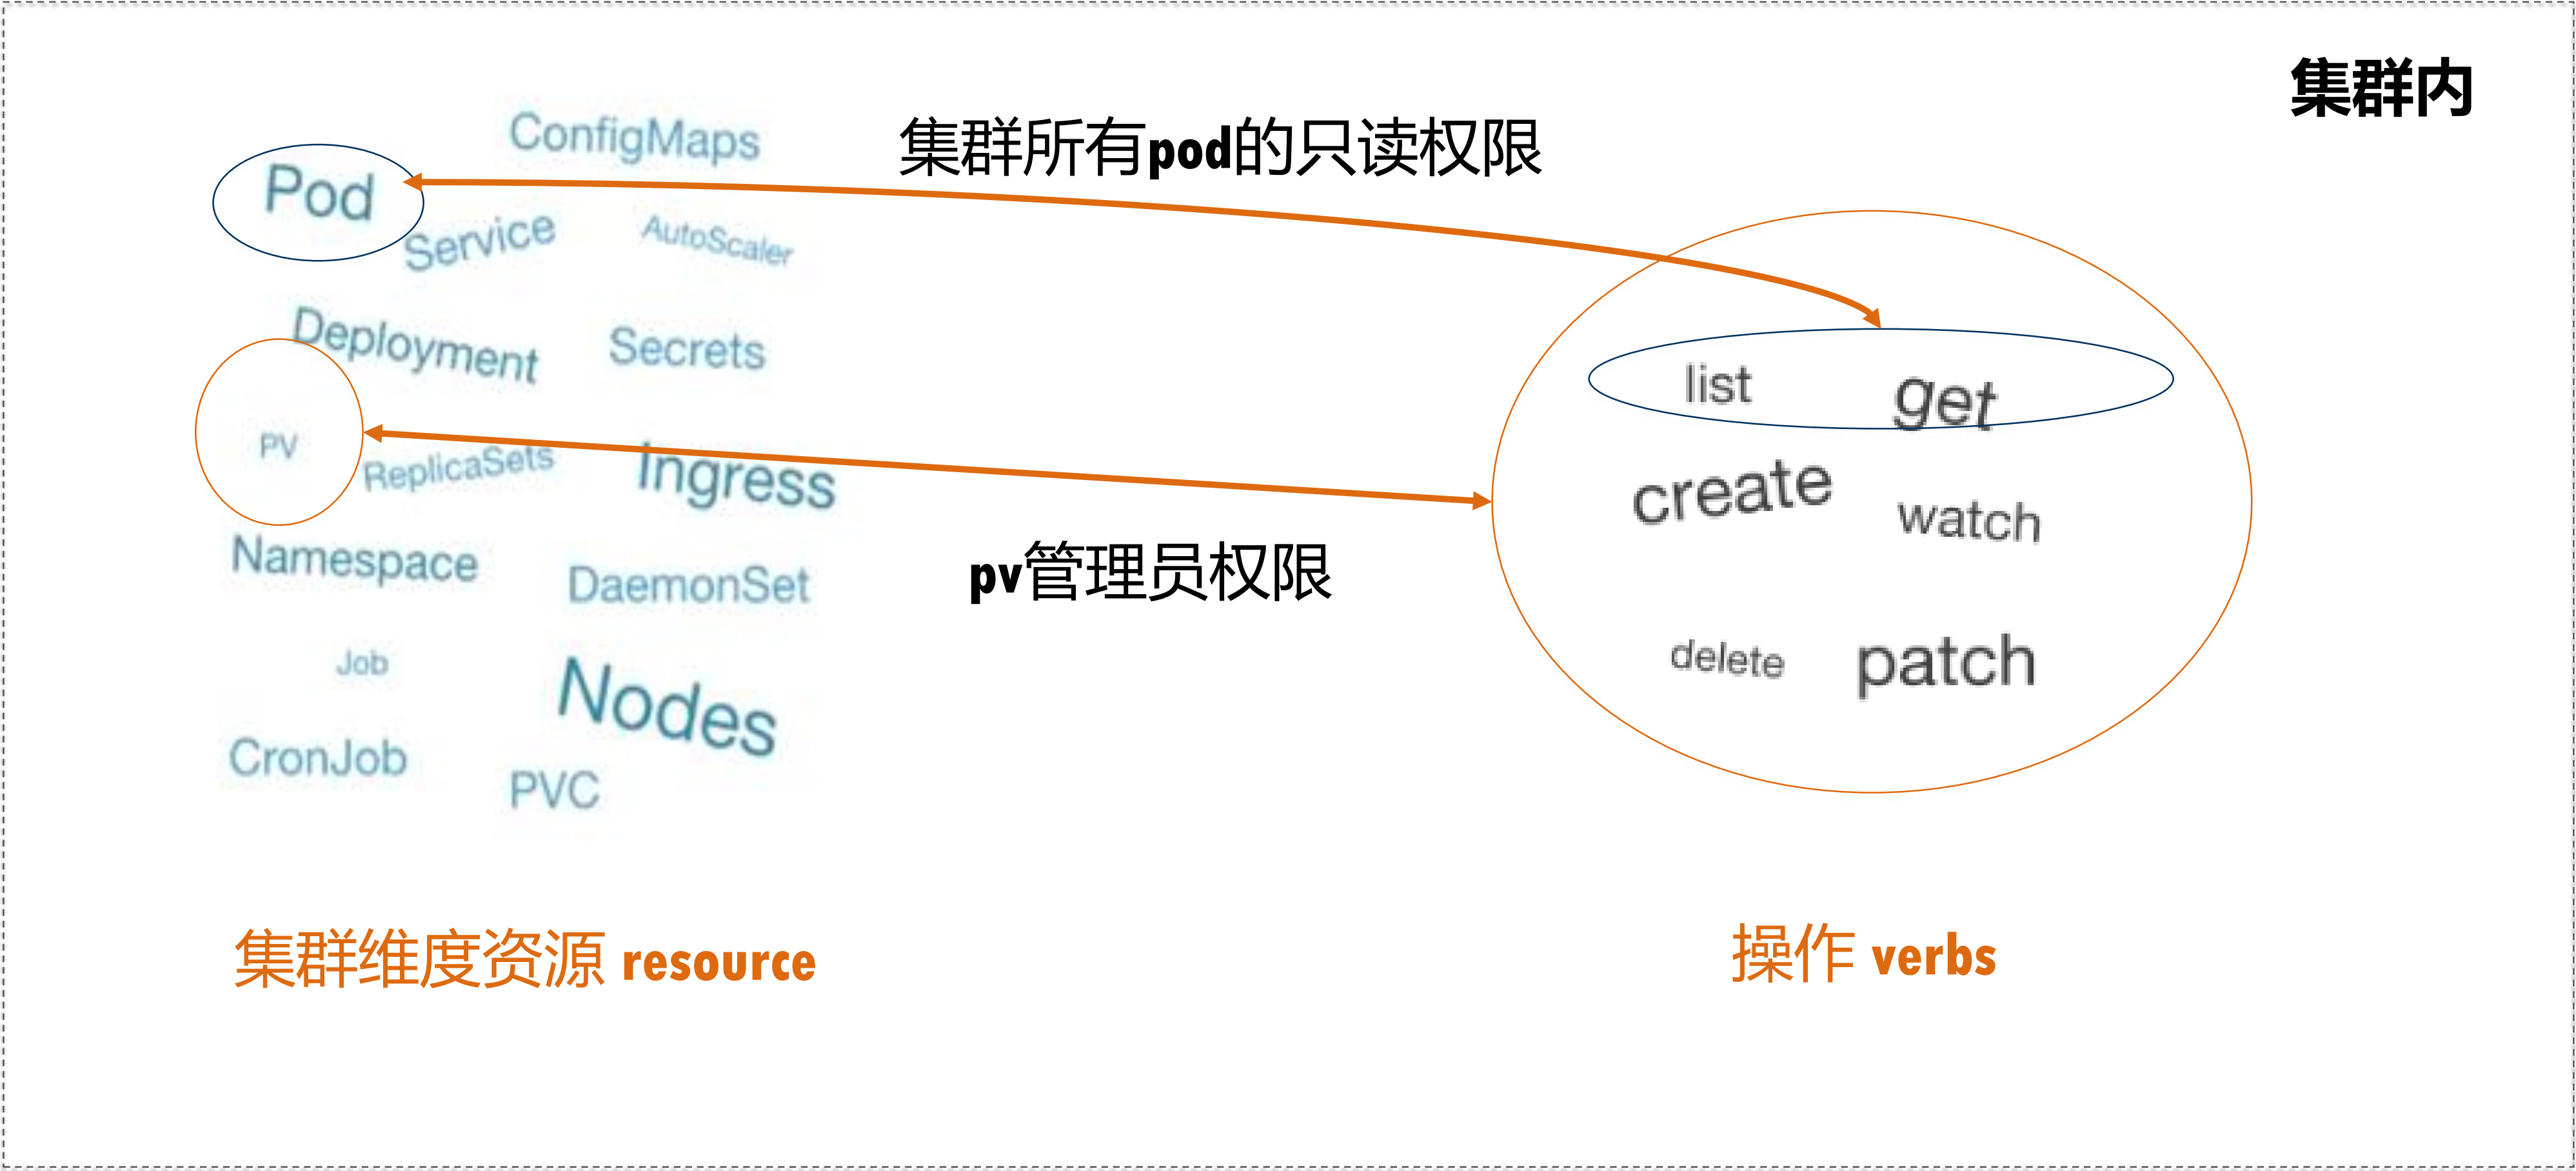 集群内
ConfigMaps
集群所有pod的只读权限
Pod
Service
AutoScaler
Deployment
Secrets
list
get
PV
ReplicaSets
Ingress
create
watch
Namespace
DaemonSet
pv管理员权限
Job
Nodes
delete
patch
CronJob
PVC
集群维度资源 resource
操作 verbs